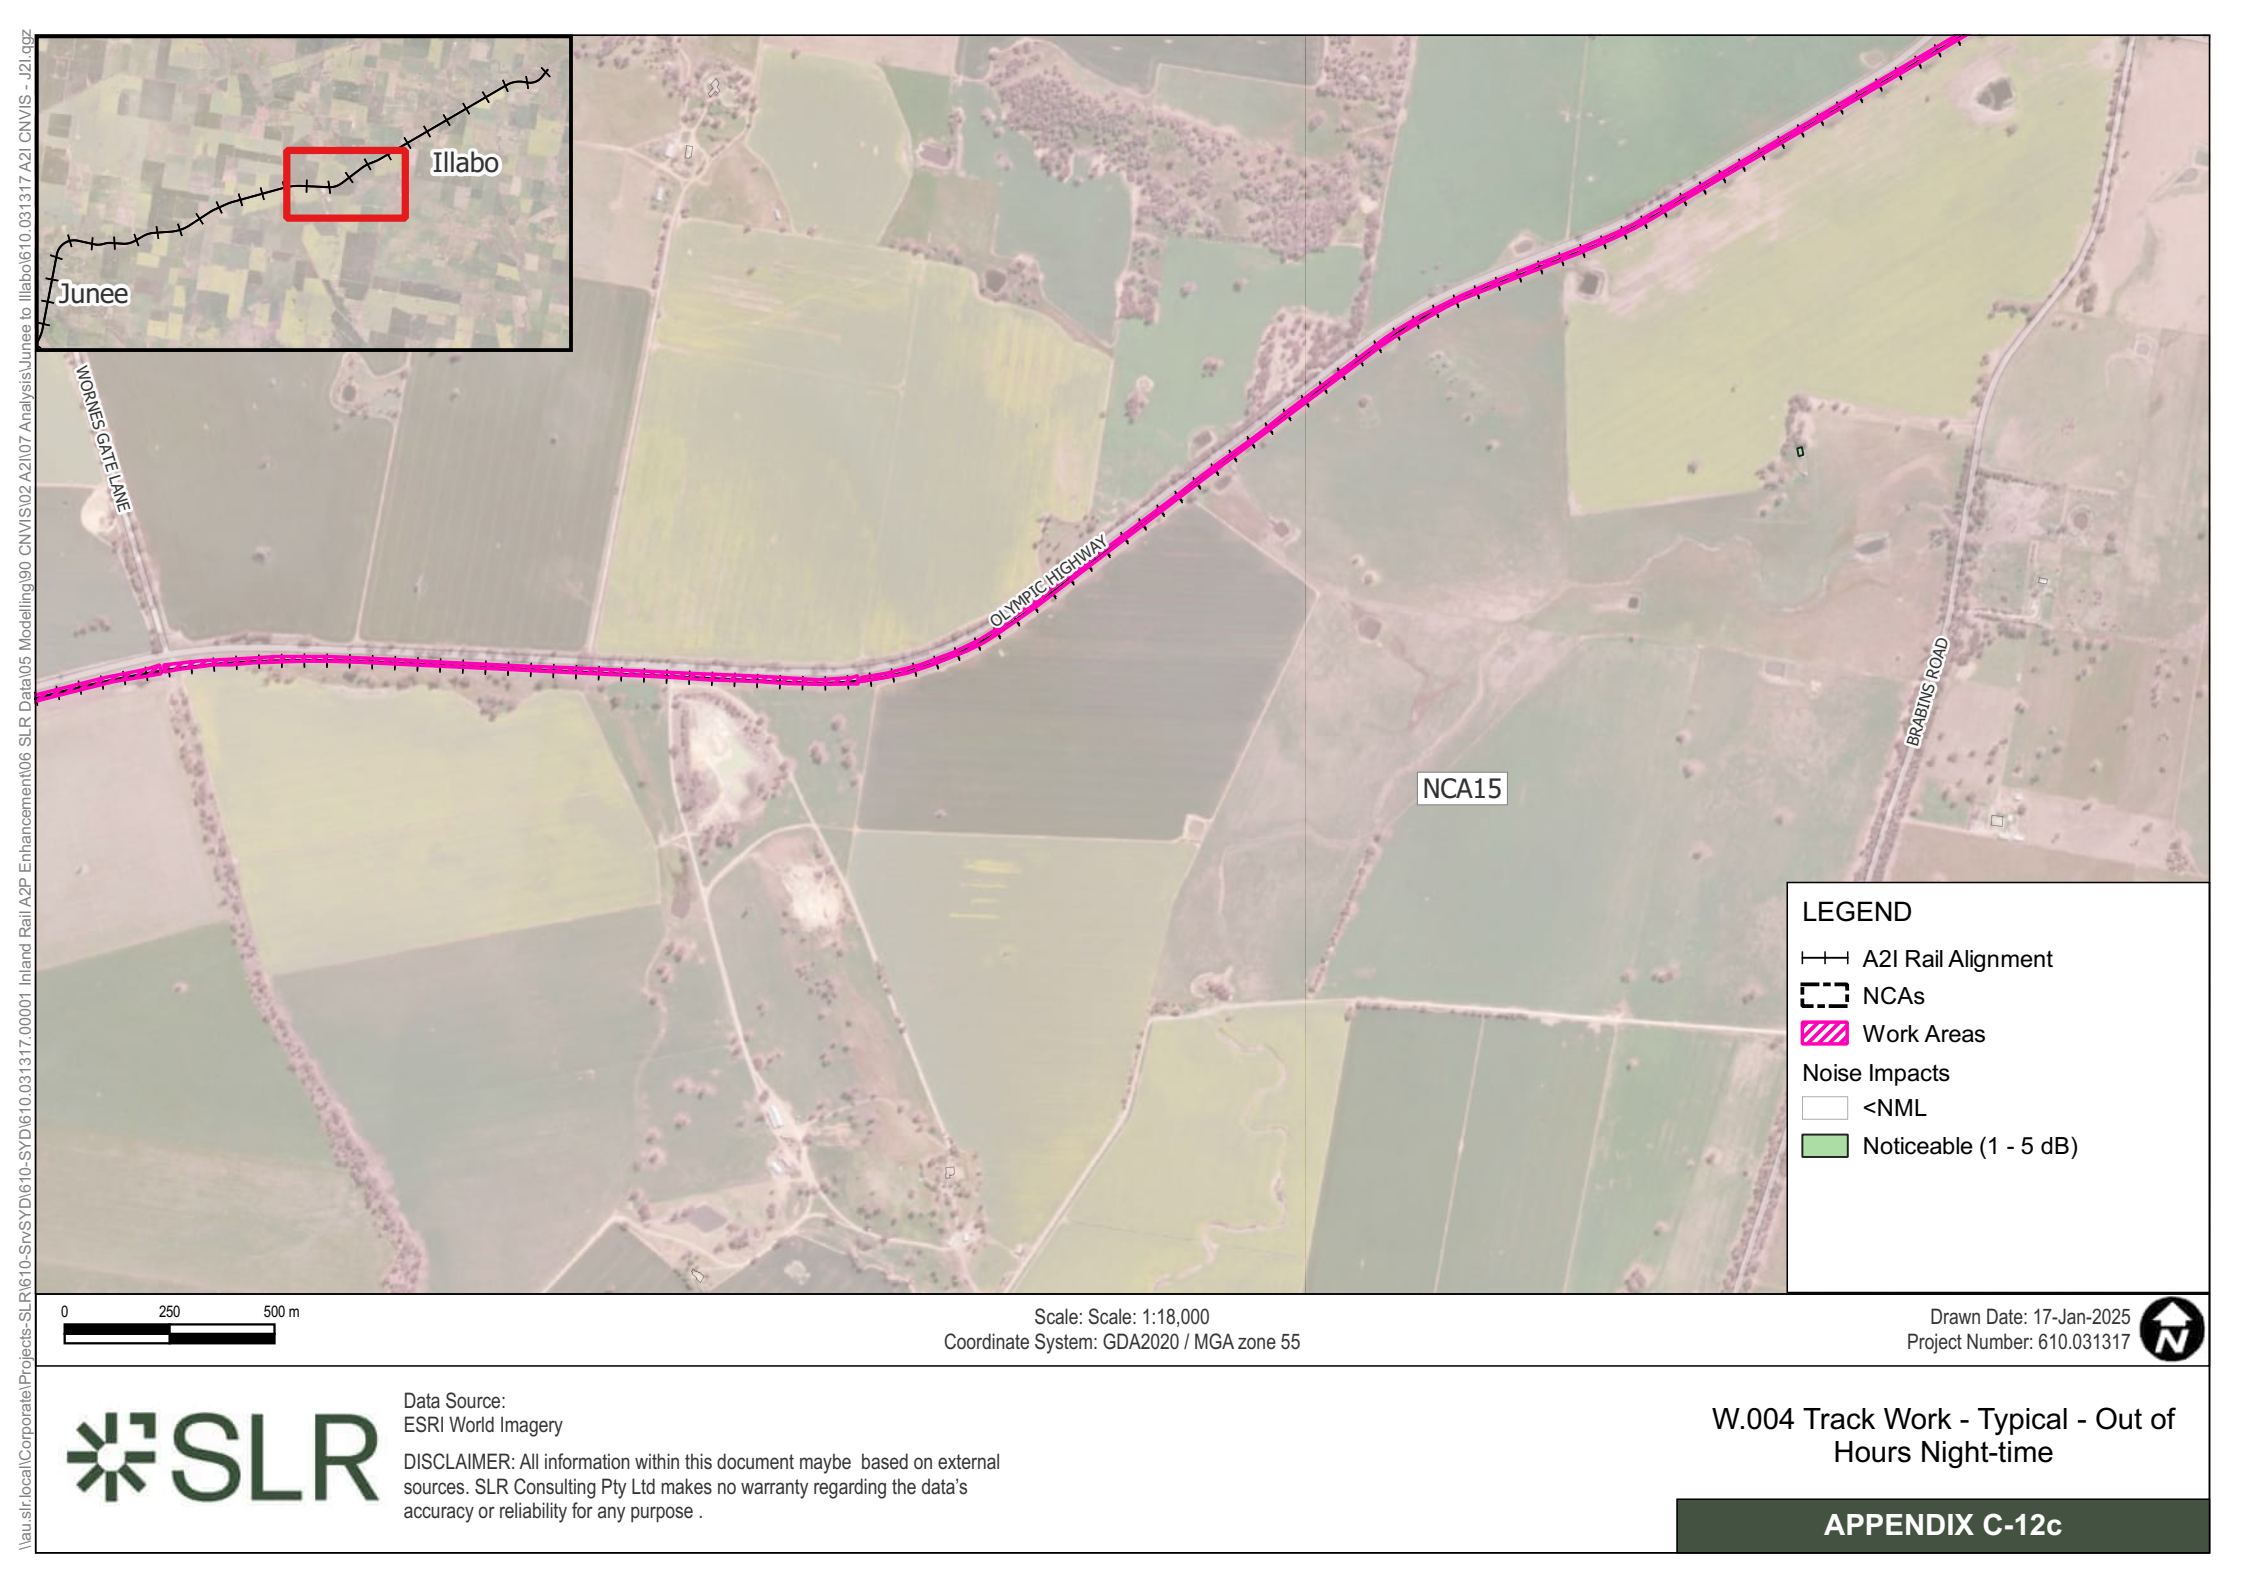 \\au.slr.local\Corporate\Projects-SLR\610-SrvSYD\610-SYD\610.031317.00001 Inland Rail A2P Enhancement\06 SLR Data\05 Modelling\90 CNVIS\02 A2I\07 Analysis\Junee to Illabo\610.031317 A2I CNVIS - J2I.qgz
Illabo
Junee
WORNES GATE LANE
OLYMPIC HIGHWAY
BRABINS ROAD
NCA15
LEGEND
A2I Rail Alignment
NCAs
Work Areas
Noise Impacts
<NML
Noticeable (1 - 5 dB)
0 250 500 m
Scale: Scale: 1:18,000
Coordinate System: GDA2020 / MGA zone 55
Drawn Date: 17-Jan-2025
Project Number: 610.031317
N
SLR
Data Source:
ESRI World Imagery
DISCLAIMER: All information within this document maybe  based on external
sources. SLR Consulting Pty Ltd makes no warranty regarding the data's
accuracy or reliability for any purpose .
W.004 Track Work - Typical - Out of
Hours Night-time
APPENDIX C-12c